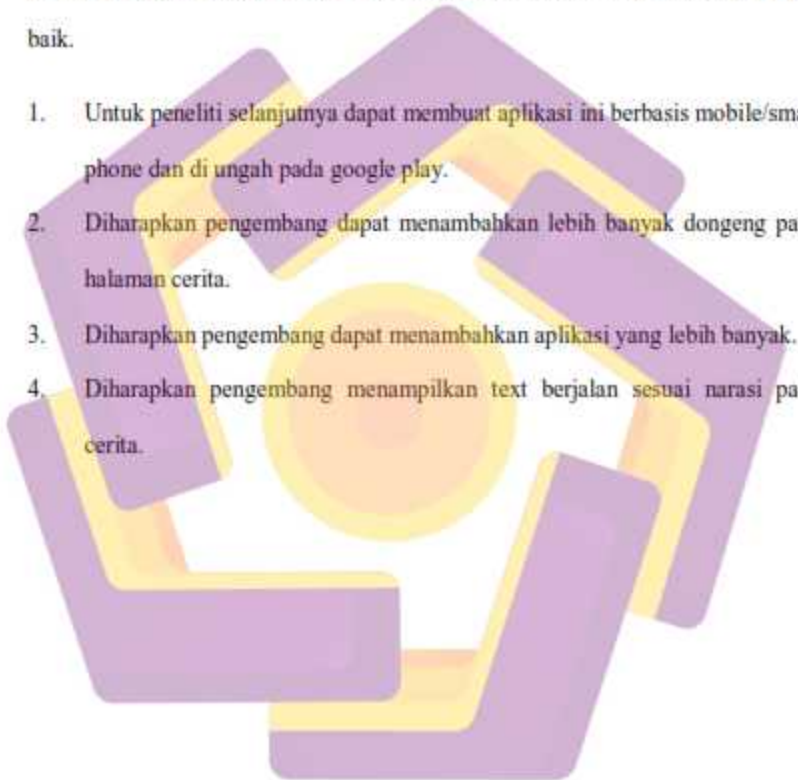 baik.
1. Untuk peneliti selanjutnya dapat membuat aplikasi ini berbasis mobile/sma
phone dan di ungah pada google play.
2. Diharapkan pengembang dapat menambahkan lebih banyak dongeng pa
halaman cerita.
3. Diharapkan pengembang dapat menambahkan aplikasi yang lebih banyak.
4. Diharapkan pengembang menampilkan text berjalan sesuai narasi pa
cerita.